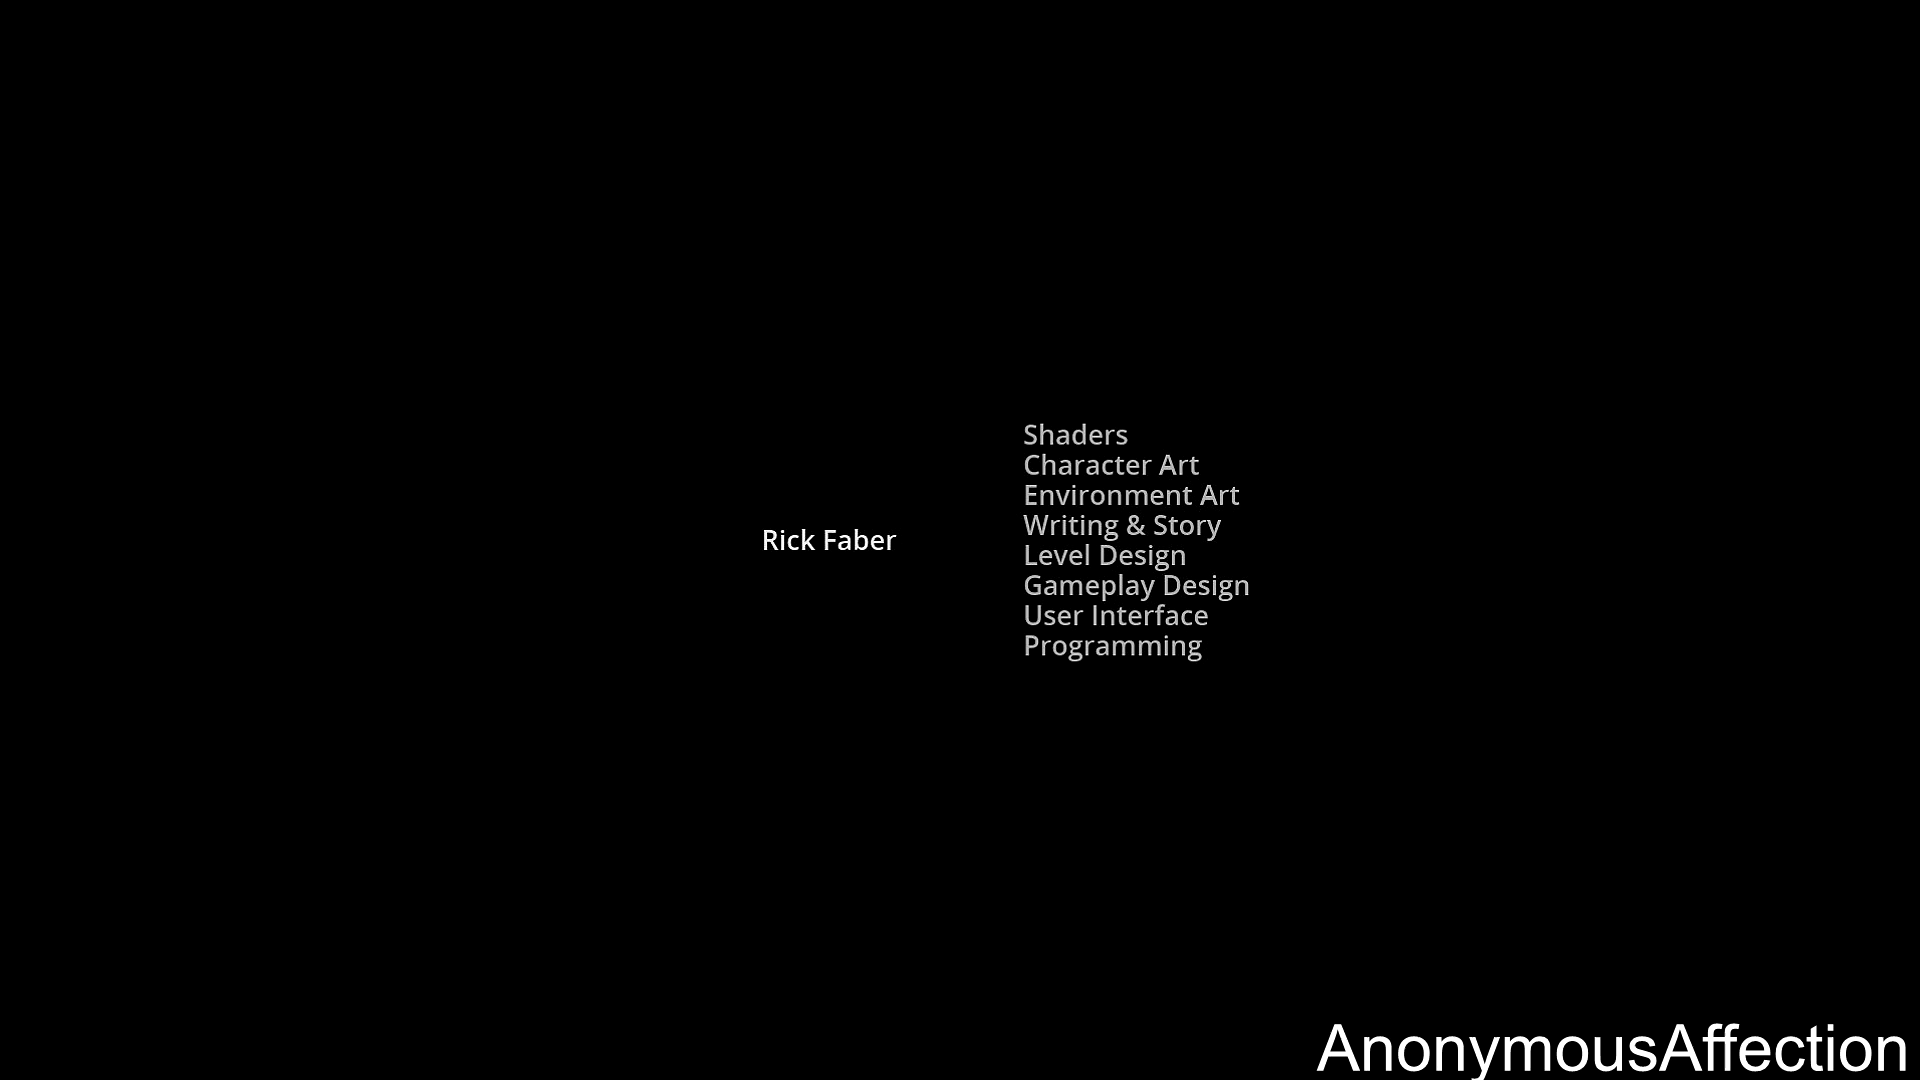 Rick Faber
Shaders
Character Art
Environment Art
Writing & Story
Level Design
Gameplay Design
User Interface
Programming
AnonymousAffection